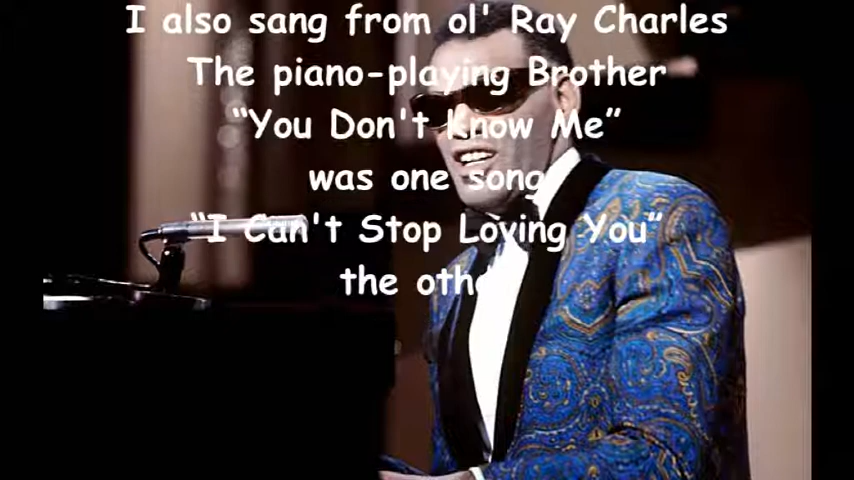 I also sang from ol' Ray Charles
The piano-playing Brother
“You Don't Know Me”
was one song
“I Can't Stop Loving You”
the other